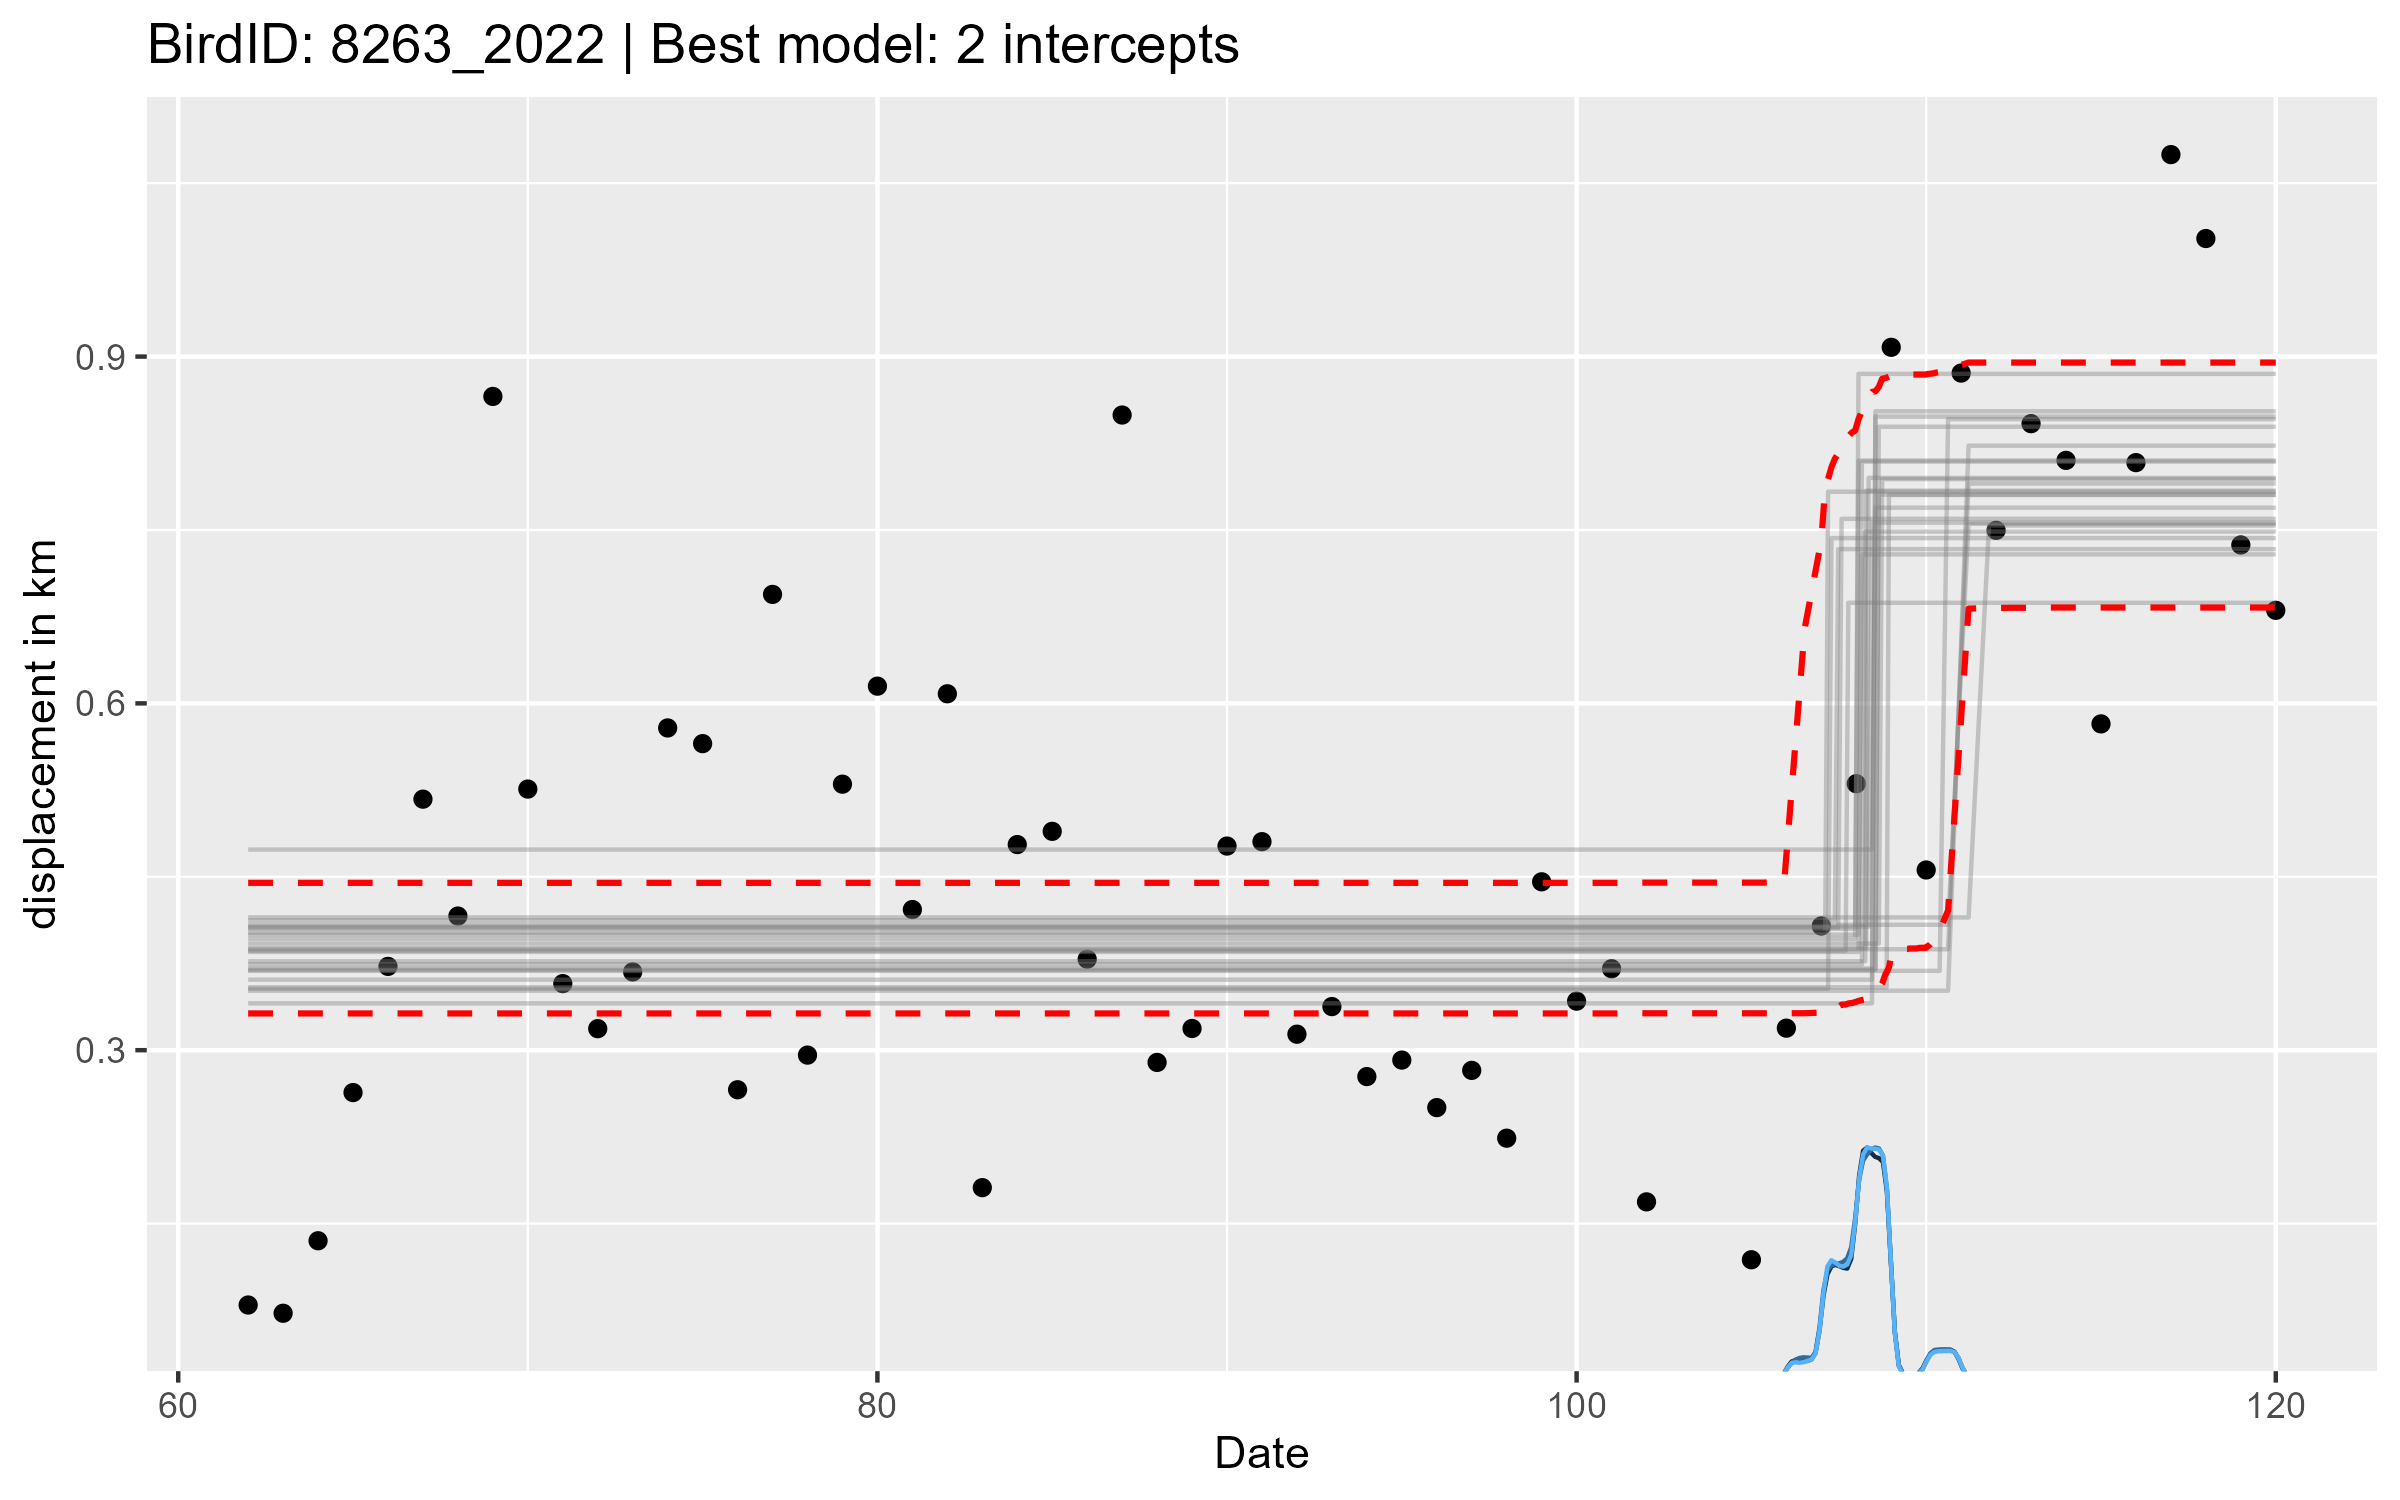 BirdID: 8263_2022 | Best model: 2 intercepts
displacement in km
0.9
0.6
0.3
60
80
100
120
Date